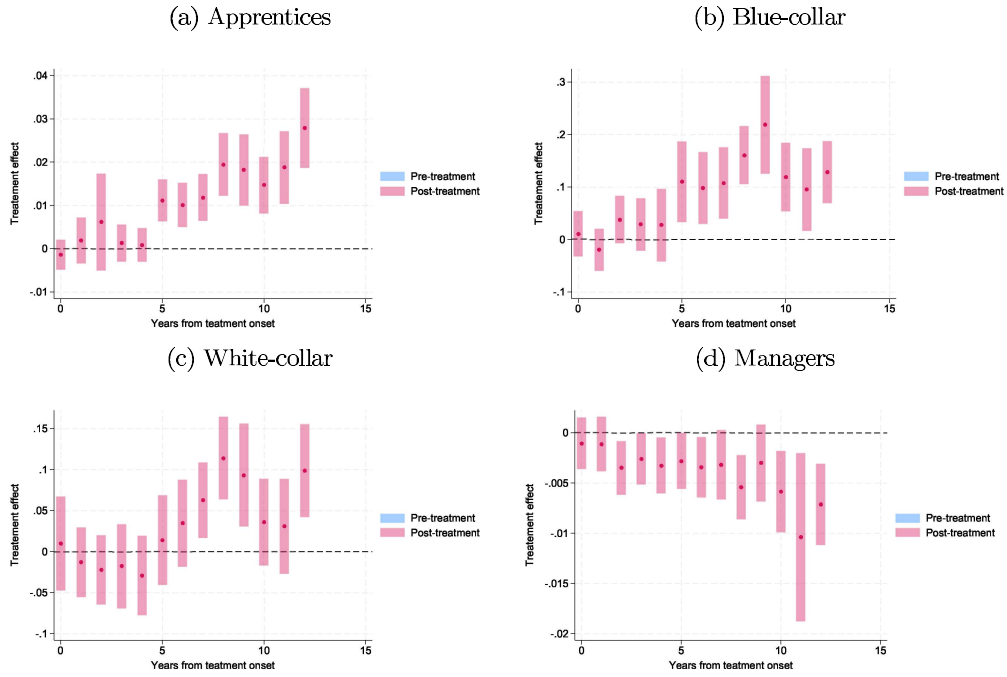 (a) Apprentices
.04
.03
.02
.01
0
-.01
Treatement effect
0 5 10 15
Years from teatment onset
Pre-treatment
Post-treatment
(b) Blue-collar
.3
.2
.1
0
-.1
Treatement effect
0 5 10 15
Years from teatment onset
Pre-treatment
Post-treatment
(c) White-collar
.15
.1
.05
0
-.05
-.1
Treatement effect
0 5 10 15
Years from teatment onset
Pre-treatment
Post-treatment
(d) Managers
0
-.005
-.01
-.015
-.02
Treatement effect
0 5 10 15
Years from teatment onset
Pre-treatment
Post-treatment